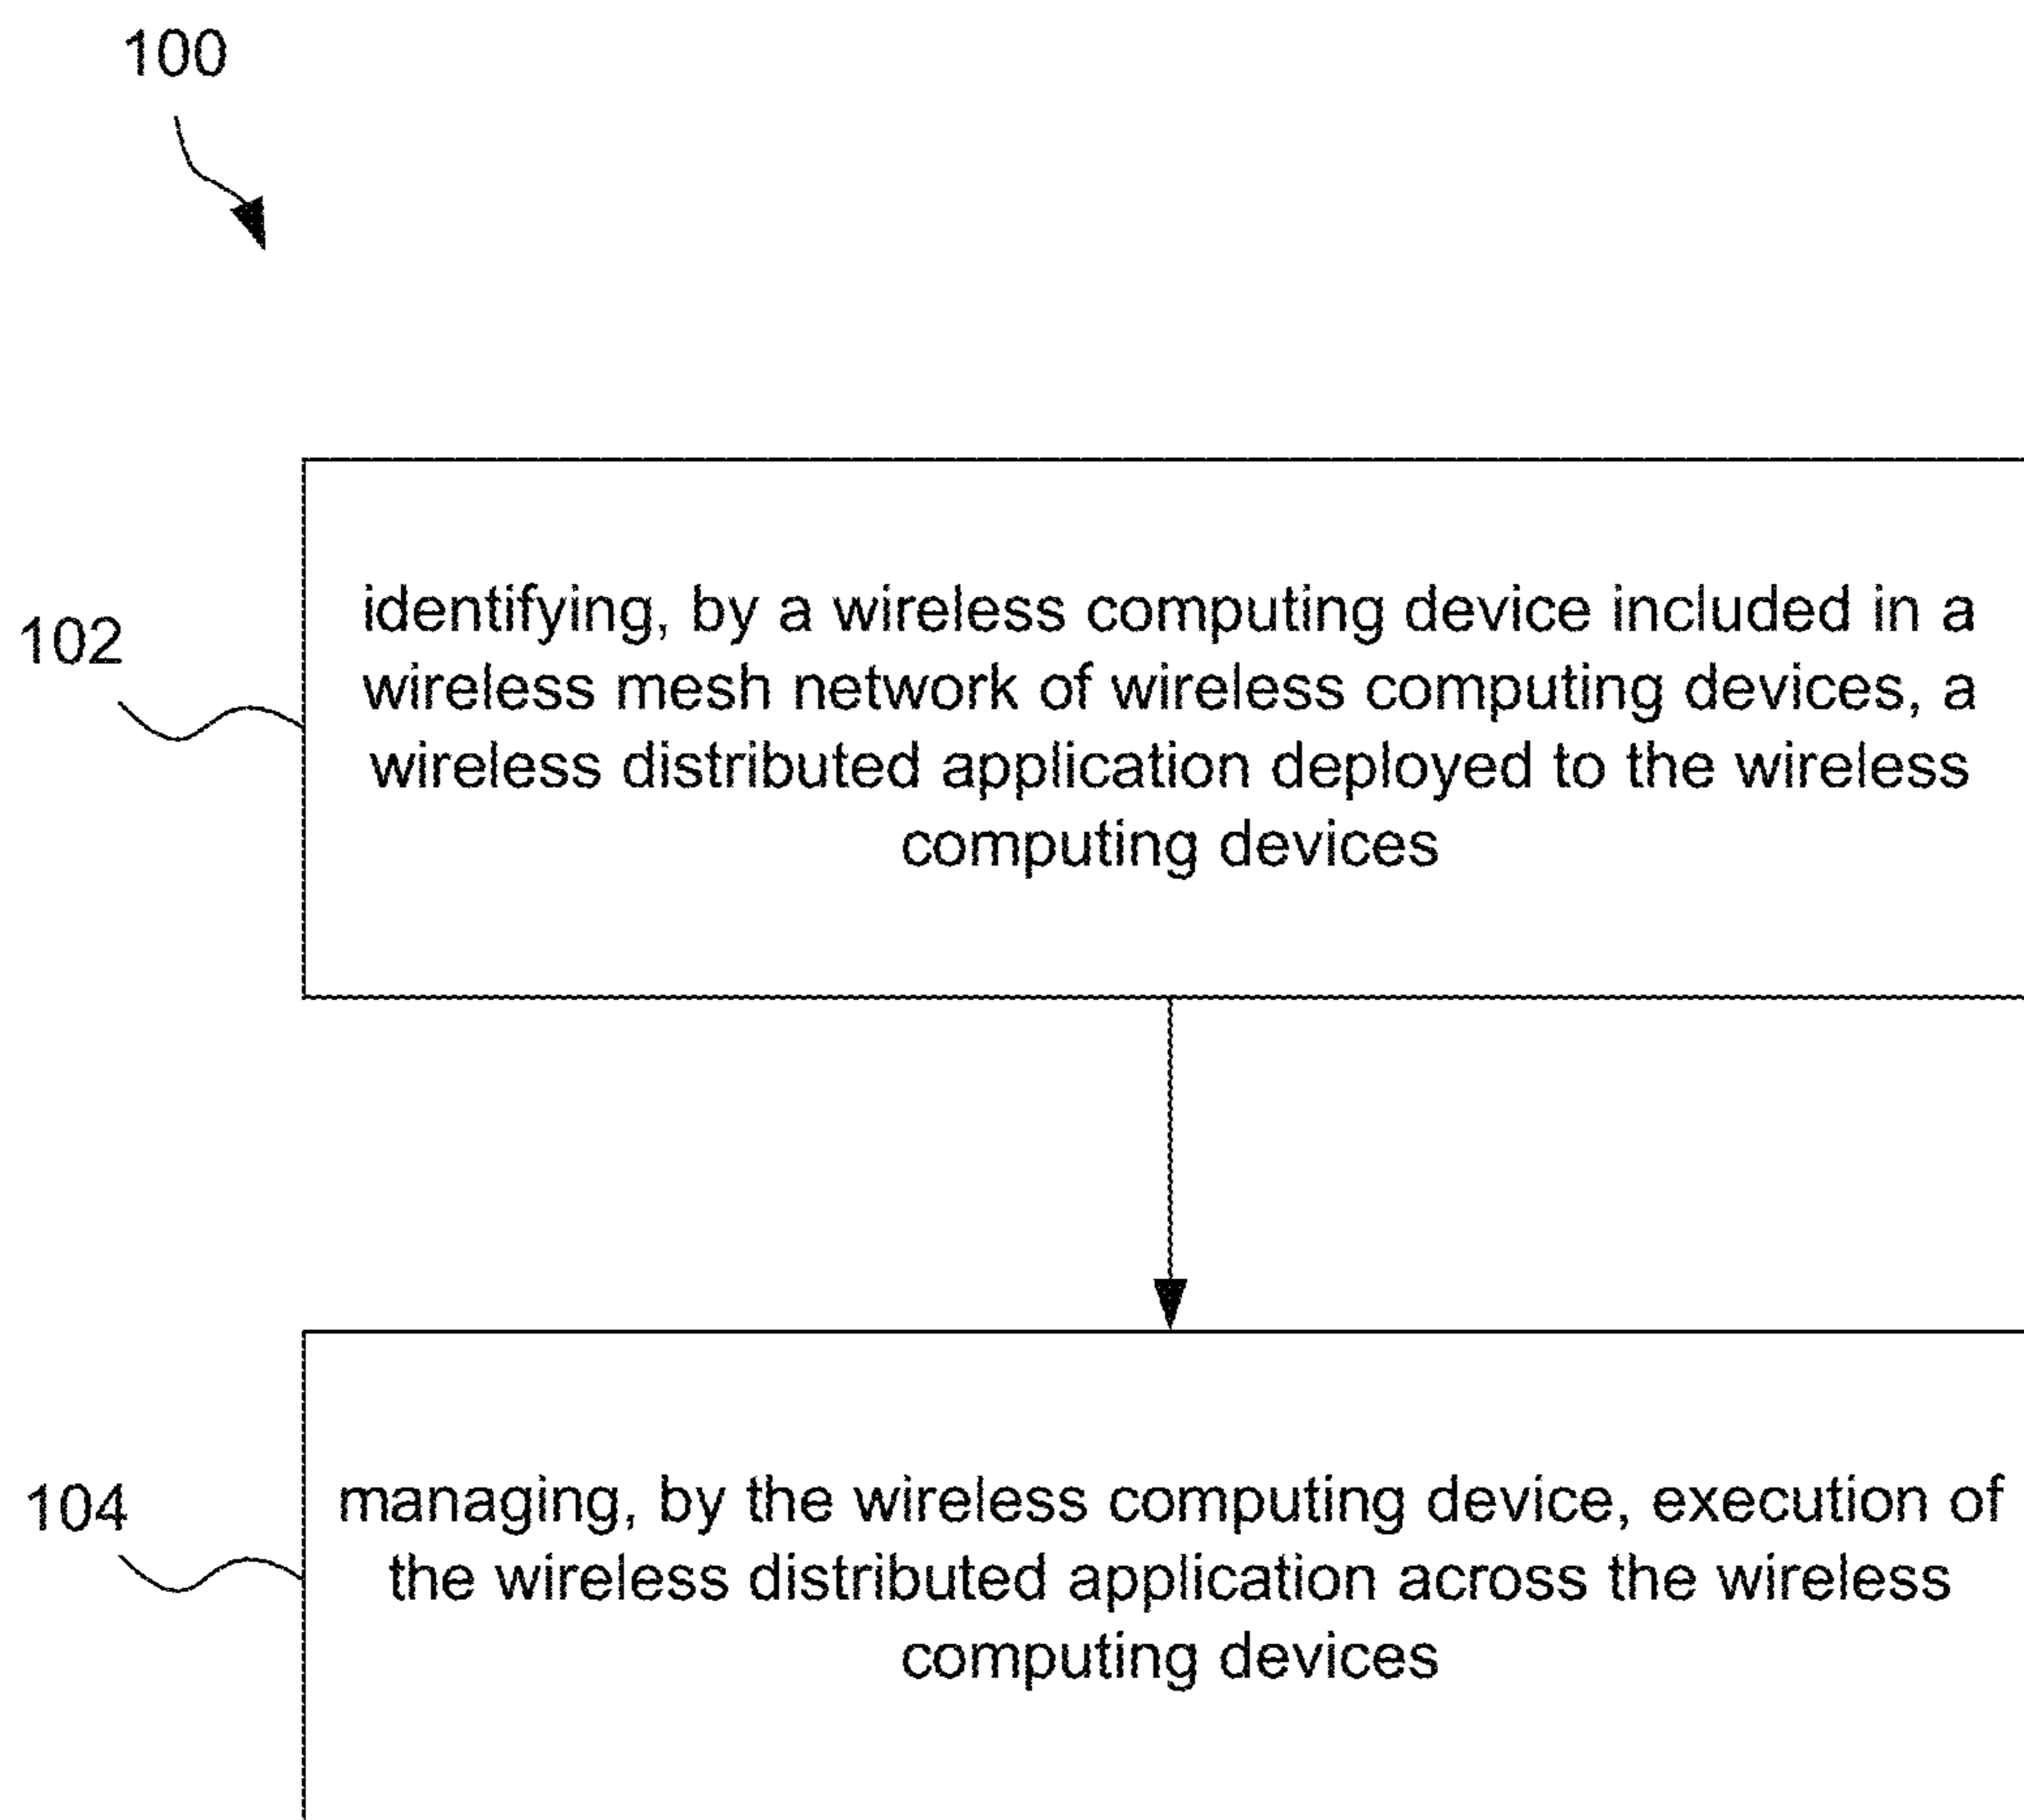 100
102
identifying, by a wireless computing device included in a
wireless mesh network of wireless computing devices, a
wireless distributed application deployed to the wireless
computing devices
104
managing, by the wireless computing device, execution of
the wireless distributed application across the wireless
computing devices